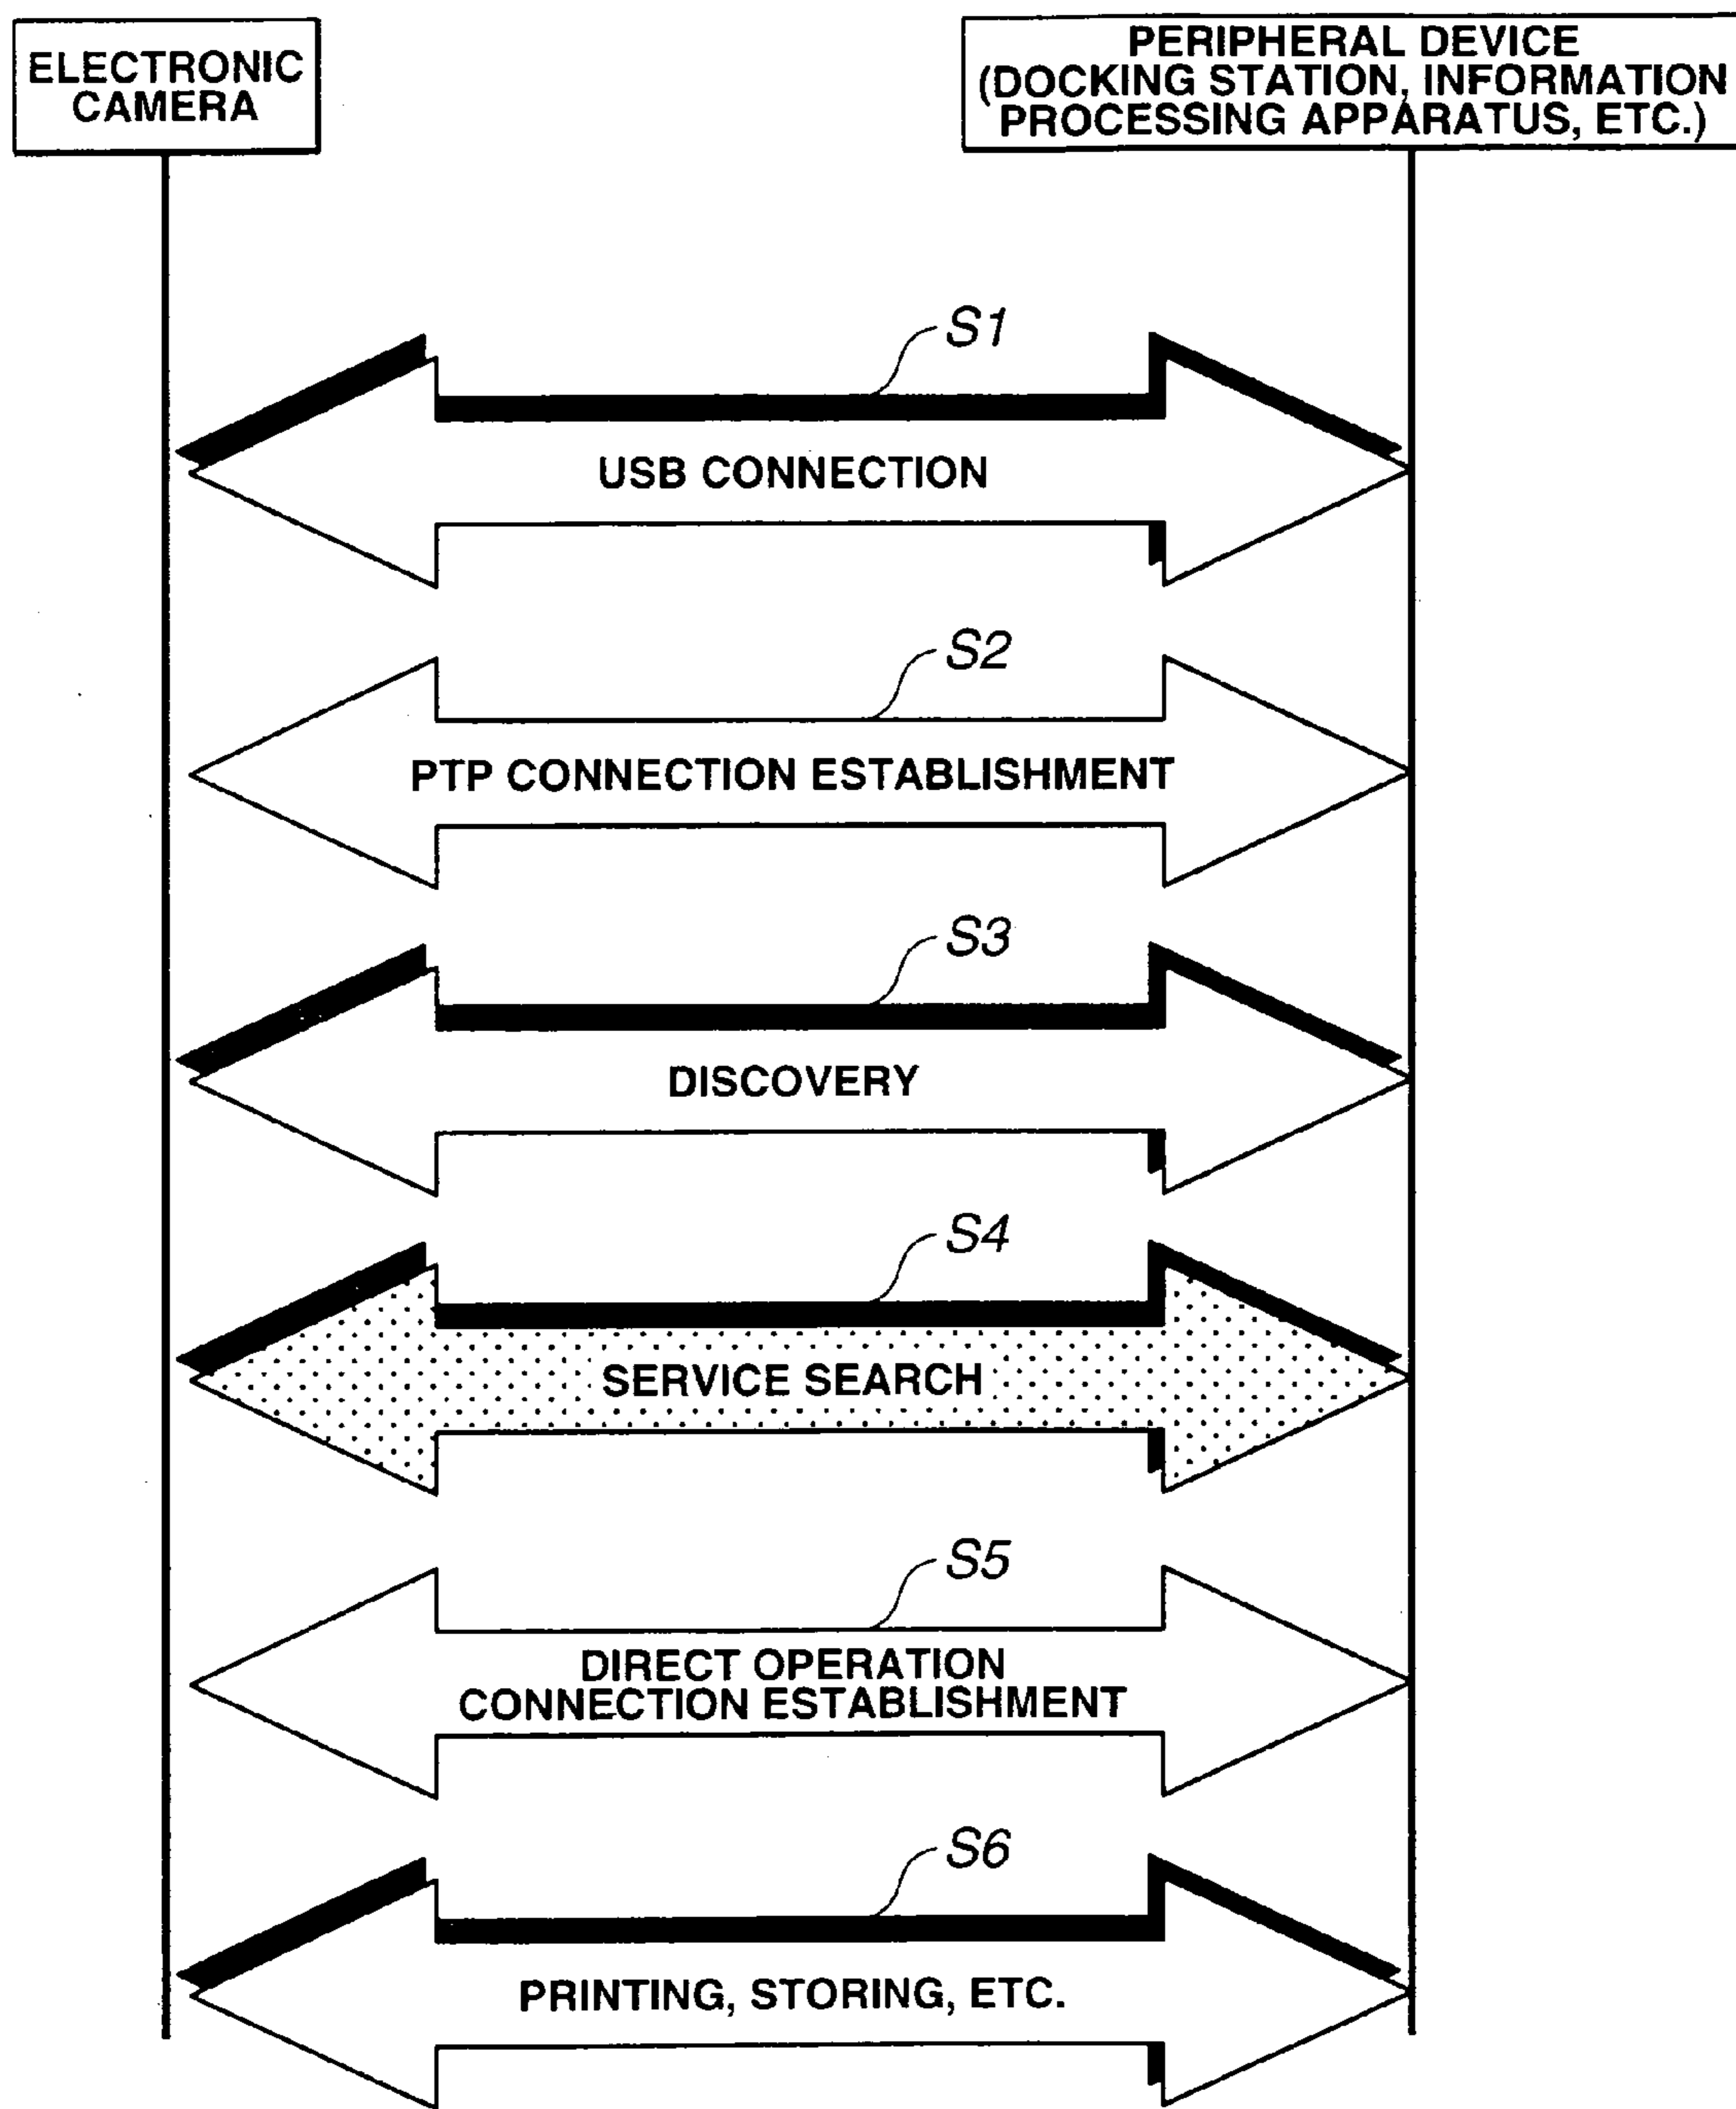 ELECTRONIC
CAMERA
PERIPHERAL DEVICE
(DOCKING STATION, INFORMATION
PROCESSING APPARATUS, ETC.)
S1
USB CONNECTION
S2
PTP CONNECTION ESTABLISHMENT
S3
DISCOVERY
S4
SERVICE SEARCH
S5
DIRECT OPERATION
CONNECTION ESTABLISHMENT
S6
PRINTING, STORING, ETC.